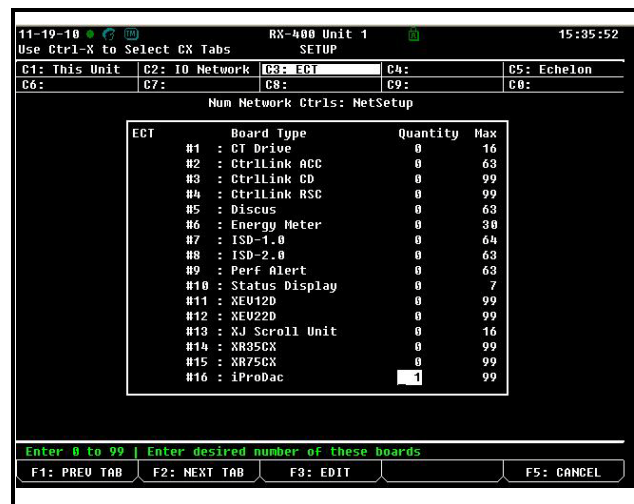 11-19-10 RX-400 Unit 1 15:35:52
Use Ctrl-X to Select CX Tabs SETUP
C1: This Unit C2: IO Network C3: ECT C4: C5: Echelon
C6: C7: C8: C9: C0:
Num Network Ctrls: NetSetup
ECT Board Type Quantity Max
#1 : CT Drive 0 16
#2 : CtrlLink ACC 0 63
#3 : CtrlLink CD 0 99
#4 : CtrlLink RSC 0 99
#5 : Discus 0 63
#6 : Energy Meter 0 30
#7 : ISD-1.0 0 64
#8 : ISD-2.0 0 63
#9 : Perf Alert 0 63
#10 : Status Display 0 7
#11 : XEV12D 0 99
#12 : XEV22D 0 99
#13 : XJ Scroll Unit 0 16
#14 : XR35CX 0 99
#15 : XR75CX 0 99
#16 : iProDac 1 99
Enter 0 to 99 | Enter desired number of these boards
F1: PREV TAB F2: NEXT TAB F3: EDIT F5: CANCEL